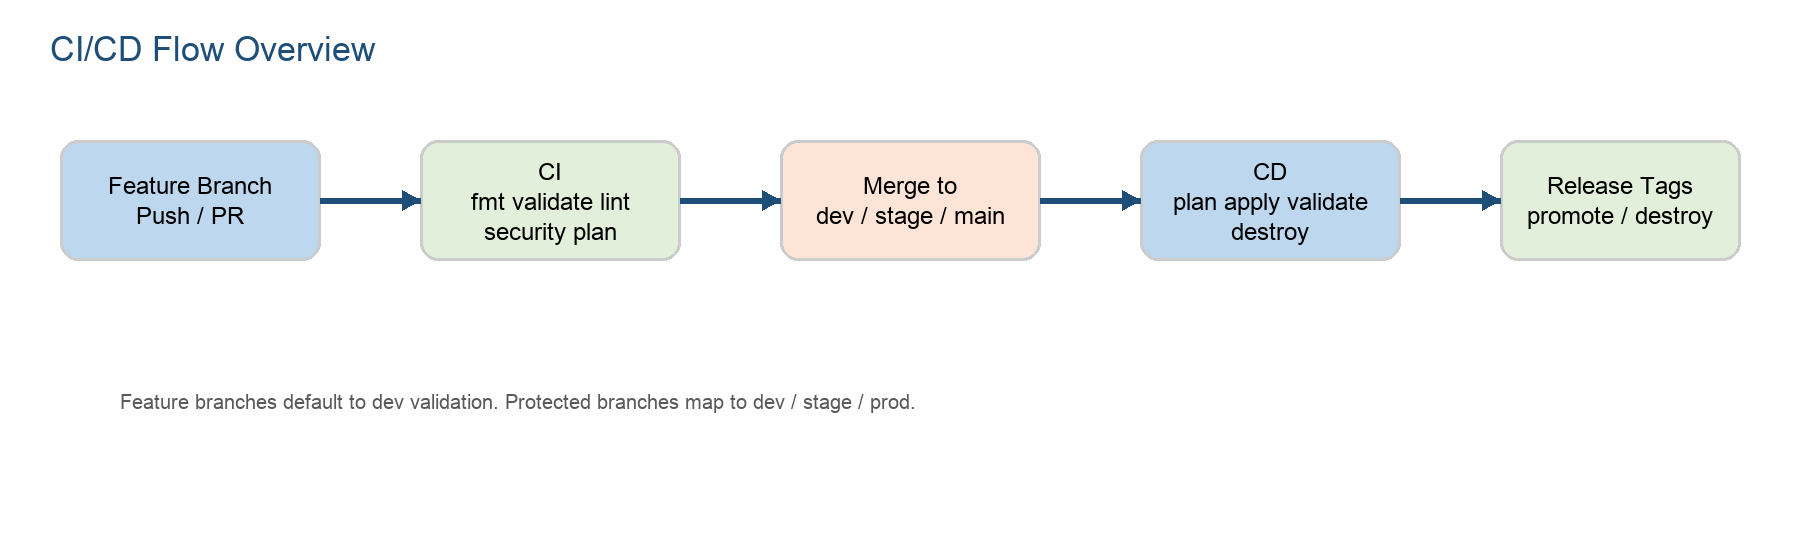 CI/CD Flow Overview
Feature Branch
Push / PR
CI
fmt validate lint
security plan
Merge to
dev / stage / main
CD
plan apply validate
destroy
Release Tags
promote / destroy
Feature branches default to dev validation. Protected branches map to dev / stage / prod.